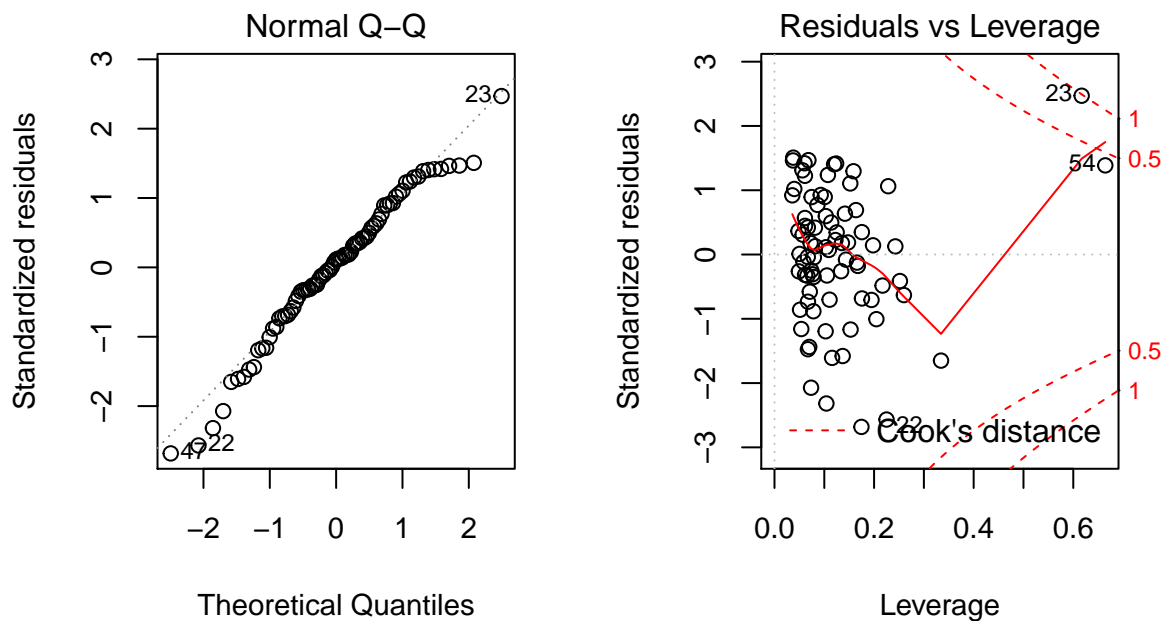 Normal Q−Q
Standardized residuals
3
2
1
0
−1
−2
23
22
47
−2 −1 0 1 2
Theoretical Quantiles
Residuals vs Leverage
Standardized residuals
3
2
1
0
−1
−2
−3
23
54
22
1
0.5
0.5
1
Cook's distance
0.0 0.2 0.4 0.6
Leverage